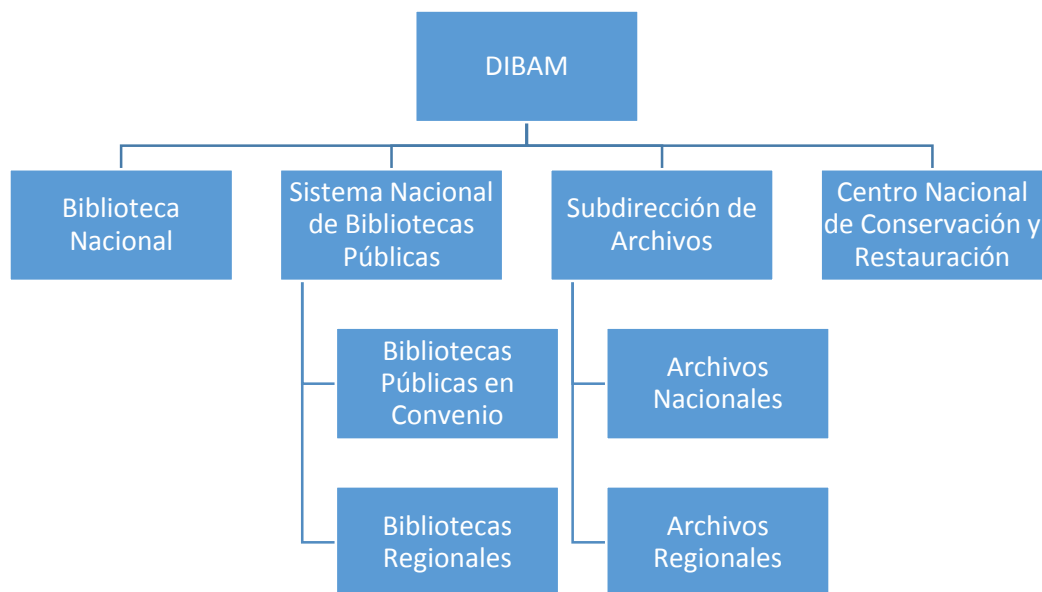 DIBAM
Biblioteca
Nacional
Sistema Nacional
de Bibliotecas
Públicas
Subdirección de
Archivos
Centro Nacional
de Conservación y
Restauración
Bibliotecas
Públicas en
Convenio
Archivos
Nacionales
Bibliotecas
Regionales
Archivos
Regionales